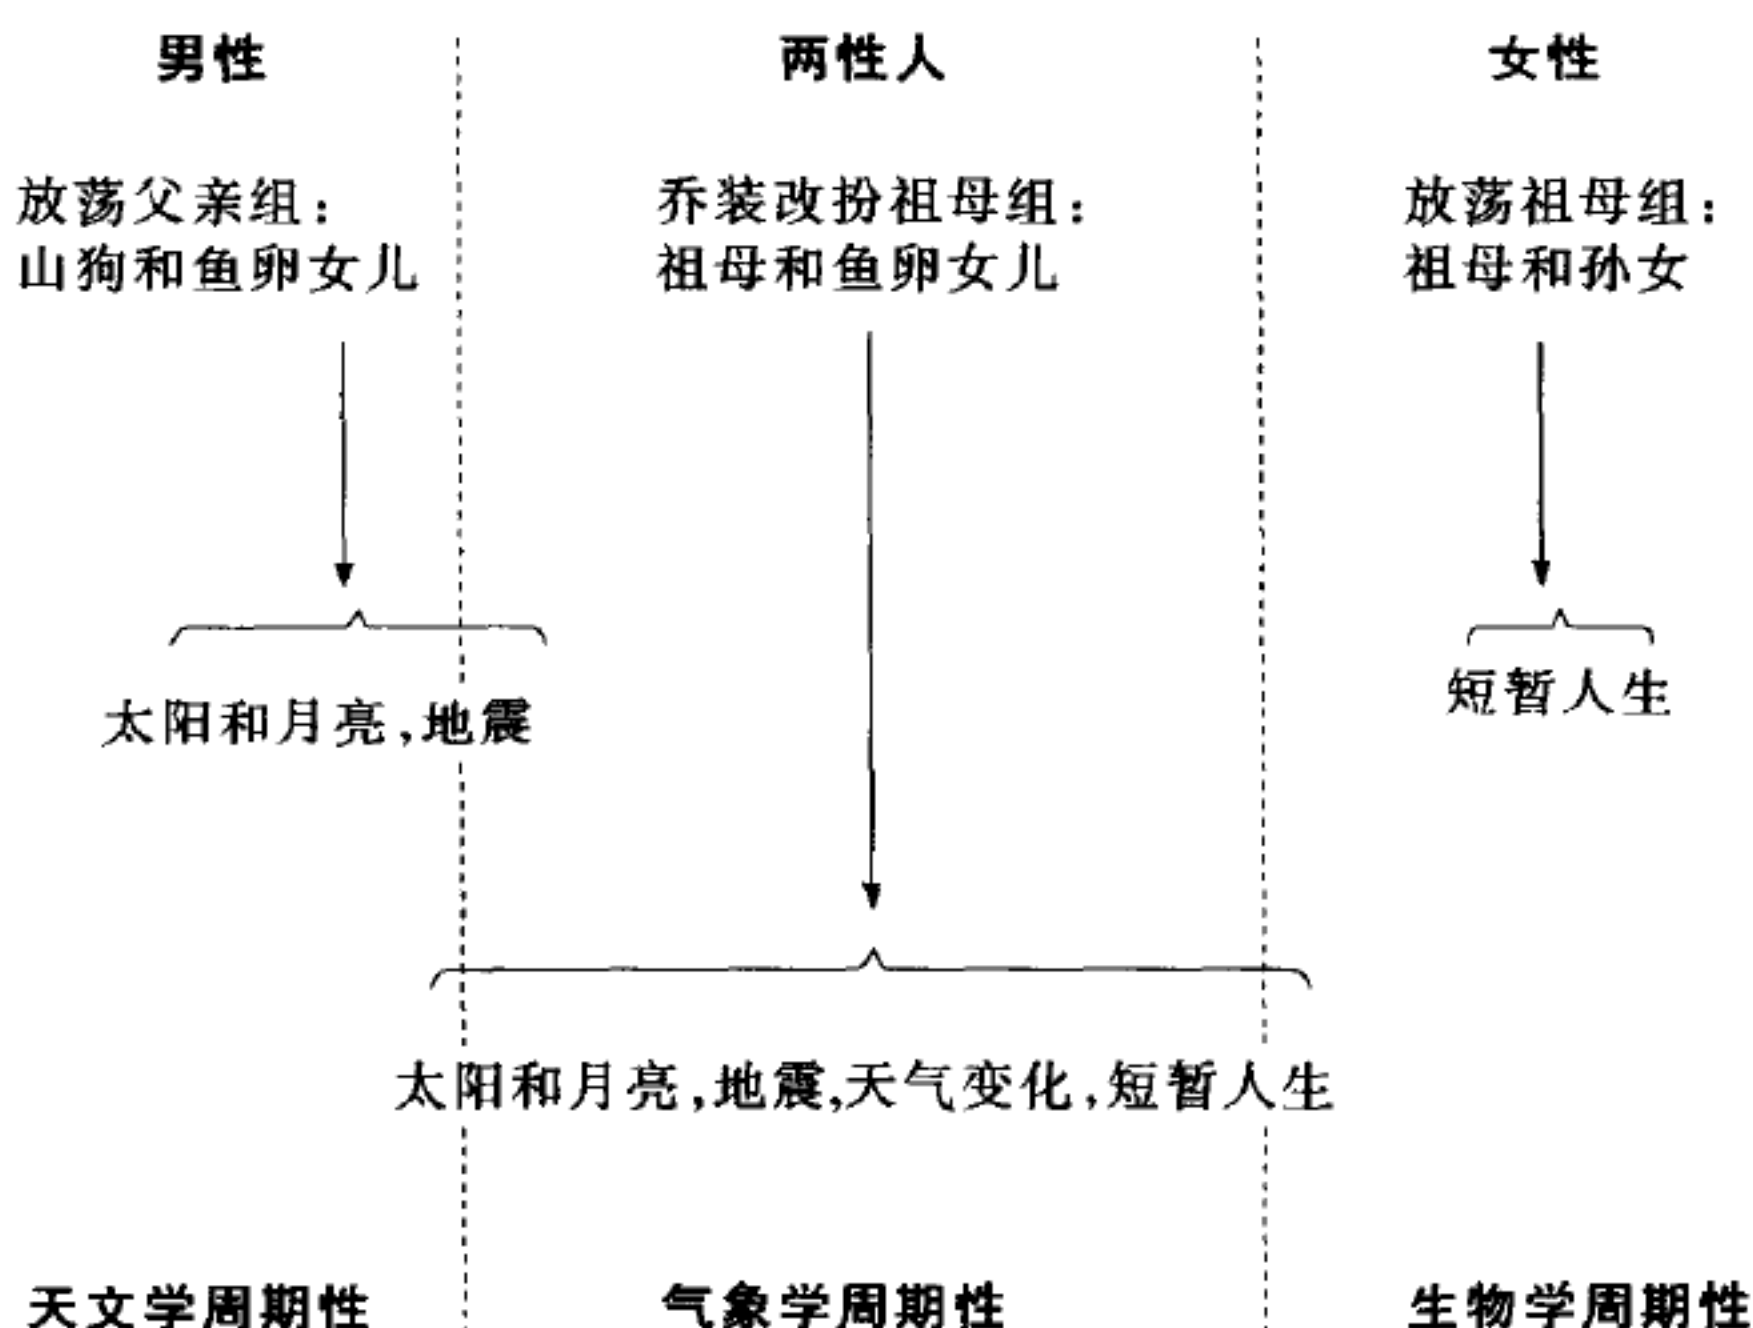 男性
两性人
女性
放荡父亲组：
山狗和鱼卵女儿
乔装改扮祖母组：
祖母和鱼卵女儿
放荡祖母组：
祖母和孙女
太阳和月亮,地震
短暂人生
太阳和月亮,地震,天气变化,短暂人生
天文学周期性
气象学周期性
生物学周期性